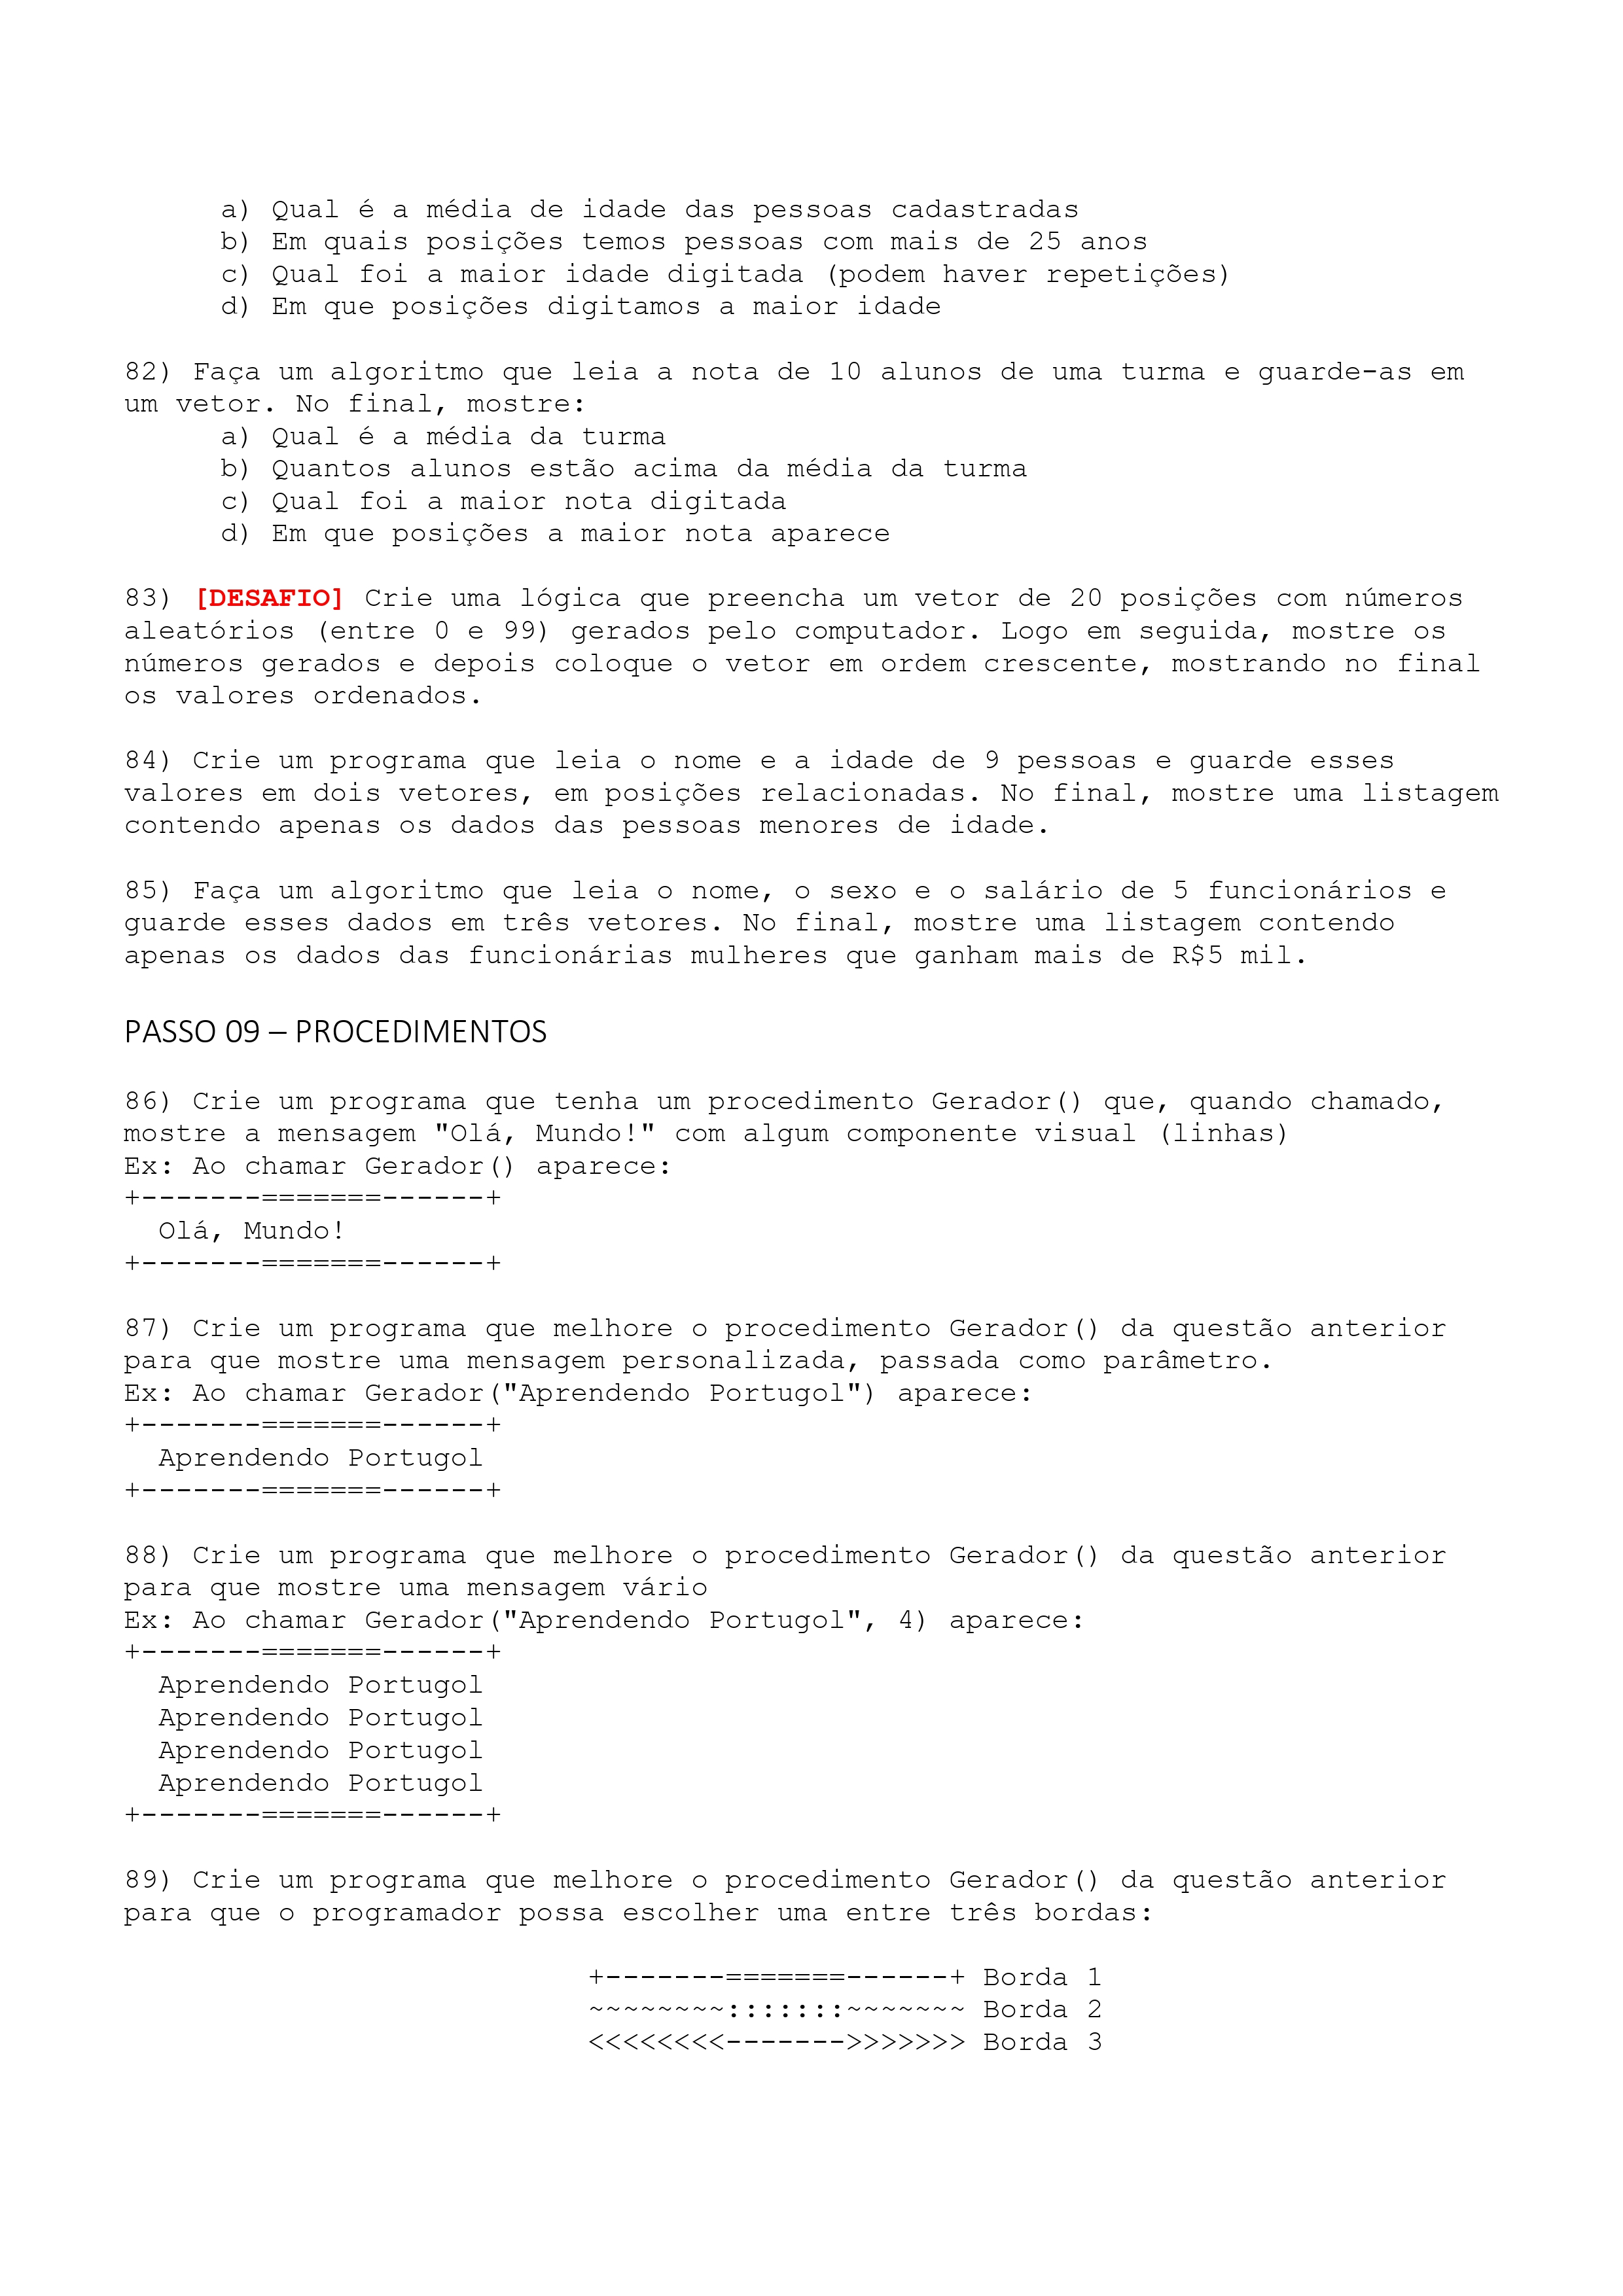 a) Qual é a média de idade das pessoas cadastradas
b) Em quais posições temos pessoas com mais de 25 anos
c) Qual foi a maior idade digitada (podem haver repetições)
d) Em que posições digitamos a maior idade
82) Faça um algoritmo que leia a nota de 10 alunos de uma turma e guarde-as em
um vetor. No final, mostre:
a) Qual é a média da turma
b) Quantos alunos estão acima da média da turma
c) Qual foi a maior nota digitada
d) Em que posições a maior nota aparece
83) [DESAFIO] Crie uma lógica que preencha um vetor de 20 posições com números
aleatórios (entre 0 e 99) gerados pelo computador. Logo em seguida, mostre os
números gerados e depois coloque o vetor em ordem crescente, mostrando no final
os valores ordenados.
84) Crie um programa que leia o nome e a idade de 9 pessoas e guarde esses
valores em dois vetores, em posições relacionadas. No final, mostre uma listagem
contendo apenas os dados das pessoas menores de idade.
85) Faça um algoritmo que leia o nome, o sexo e o salário de 5 funcionários e
guarde esses dados em três vetores. No final, mostre uma listagem contendo
apenas os dados das funcionárias mulheres que ganham mais de R$5 mil.
PASSO 09 – PROCEDIMENTOS
86) Crie um programa que tenha um procedimento Gerador() que, quando chamado,
mostre a mensagem "Olá, Mundo!" com algum componente visual (linhas)
Ex: Ao chamar Gerador() aparece:
+-------=======------+
Olá, Mundo!
+-------=======------+
87) Crie um programa que melhore o procedimento Gerador() da questão anterior
para que mostre uma mensagem personalizada, passada como parâmetro.
Ex: Ao chamar Gerador("Aprendendo Portugol") aparece:
+-------=======------+
Aprendendo Portugol
+-------=======------+
88) Crie um programa que melhore o procedimento Gerador() da questão anterior
para que mostre uma mensagem vário
Ex: Ao chamar Gerador("Aprendendo Portugol", 4) aparece:
+-------=======------+
Aprendendo Portugol
Aprendendo Portugol
Aprendendo Portugol
Aprendendo Portugol
+-------=======------+
89) Crie um programa que melhore o procedimento Gerador() da questão anterior
para que o programador possa escolher uma entre três bordas:
+-------=======------+ Borda 1
~~~~~~~~:::::::~~~~~~~ Borda 2
<<<<<<<<------->>>>>>> Borda 3